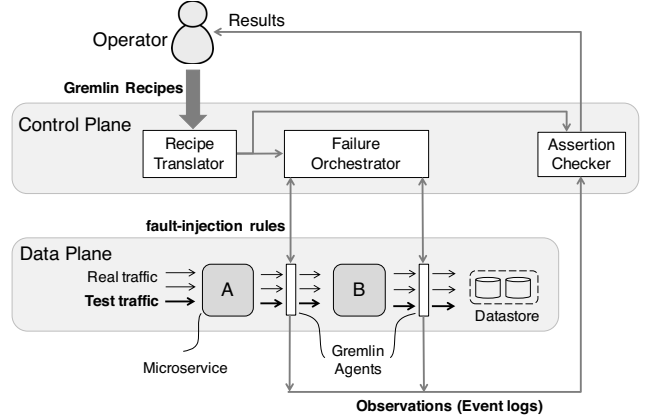 Results
Operator
Gremlin Recipes
Control Plane
Recipe
Translator
Failure
Orchestrator
Assertion
Checker
fault-injection rules
Data Plane
Real traffic
Test traffic
A
B
Datastore
Microservice
Gremlin
Agents
Observations (Event logs)